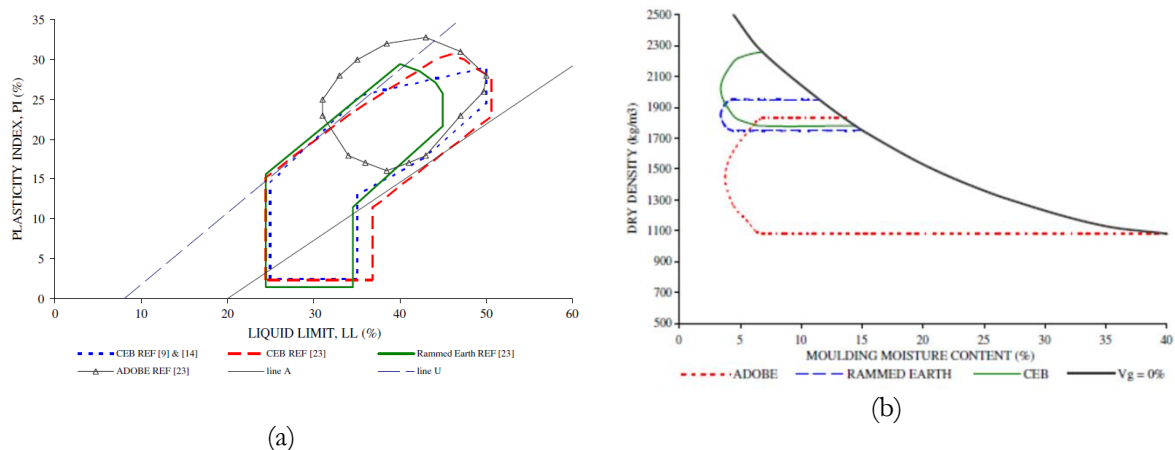 PLASTICITY INDEX, PI (%)
35
30
25
20
15
10
5
0
0 10 20 30 40 50 60
LIQUID LIMIT, LL (%)
CEB REF [9] & [14] CEB REF [23] Rammed Earth REF [23]
ADOBE REF [23] line A line U
(a)
DRY DENSITY (kg/m3)
2500
2300
2100
1900
1700
1500
1300
1100
900
700
500
0 5 10 15 20 25 30 35 40
MOULDING MOISTURE CONTENT (%)
ADOBE RAMMED EARTH CEB Vg = 0%
(b)